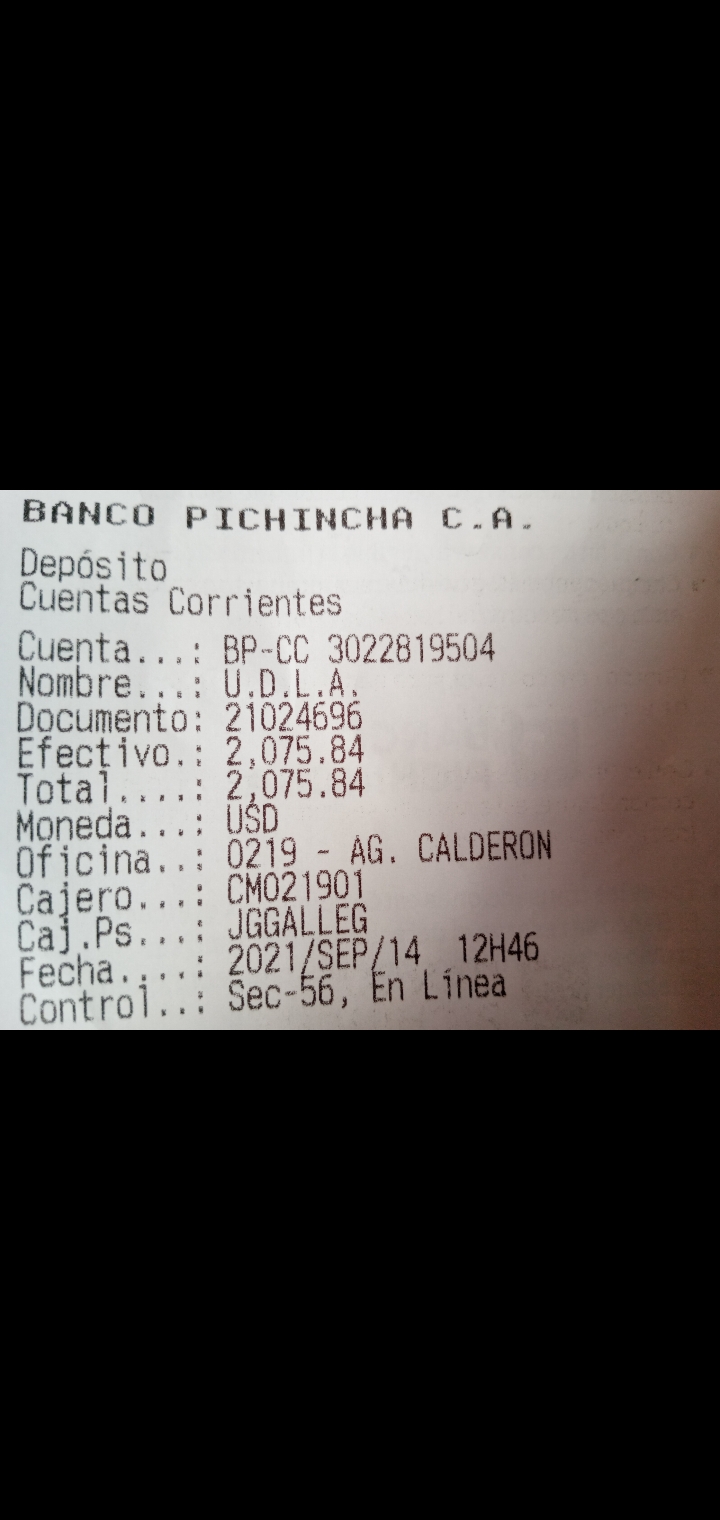 BANCO PICHINCHA C.A.
Depósito
Cuentas Corrientes
Cuenta...: BP-CC 3022819504
Nombre...: U.D.L.A.
Documento: 21024696
Efectivo.: 2,075.84
Total....: 2,075.84
Moneda...: USD
Oficina..: 0219 - AG. CALDERON
Cajero...: CM021901
Caj.Ps...: JGGALLEG
Fecha....: 2021/SEP/14 12H46
Control..: Sec-56, En Línea